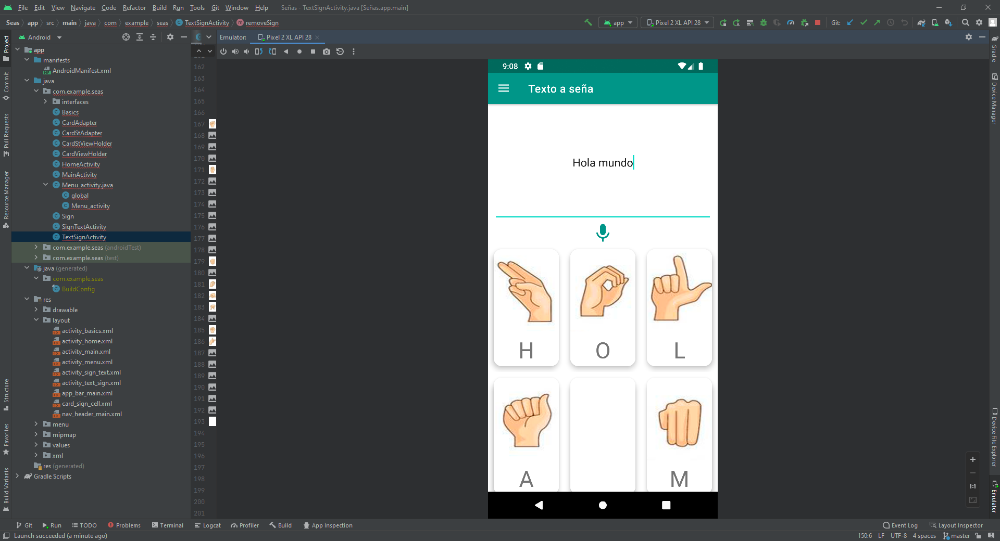 File Edit View Navigate Code Refactor Build Run Tools Git Window Help Señas - TextSignActivity.java [Señas.app.main]
Seas app src main java com example seas TextSignActivity removeSign app Pixel 2 XL API 28 Git:
Android Emulator: Pixel 2 XL API 28
Project
Commit
Pull Requests
Resource Manager
Structure
Favorites
Build Variants
app
manifests
AndroidManifest.xml
java
com.example.seas
interfaces
Basics
CardAdapter
CardStAdapter
CardStViewHolder
CardViewHolder
HomeActivity
MainActivity
Menu_activity.java
global
Menu_activity
Sign
SignTextActivity
TextSignActivity
com.example.seas (androidTest)
com.example.seas (test)
java (generated)
com.example.seas
BuildConfig
res
drawable
layout
activity_basics.xml
activity_home.xml
activity_main.xml
activity_menu.xml
activity_sign_text.xml
activity_text_sign.xml
app_bar_main.xml
card_sign_cell.xml
nav_header_main.xml
menu
mipmap
values
xml
res (generated)
Gradle Scripts
162
163
164
165
166
167
168
169
170
171
172
173
174
175
176
177
178
179
180
181
182
183
184
185
186
187
188
189
190
191
192
193
194
195
196
197
198
199
200
201
9:08
Texto a seña
Hola mundo
H O L
A M
Gradle
Device Manager
Device File Explorer
Emulator
1:1
Git Run TODO Problems Terminal Logcat Profiler Build App Inspection Event Log Layout Inspector
Launch succeeded (a minute ago) 150:6 LF UTF-8 4 spaces master